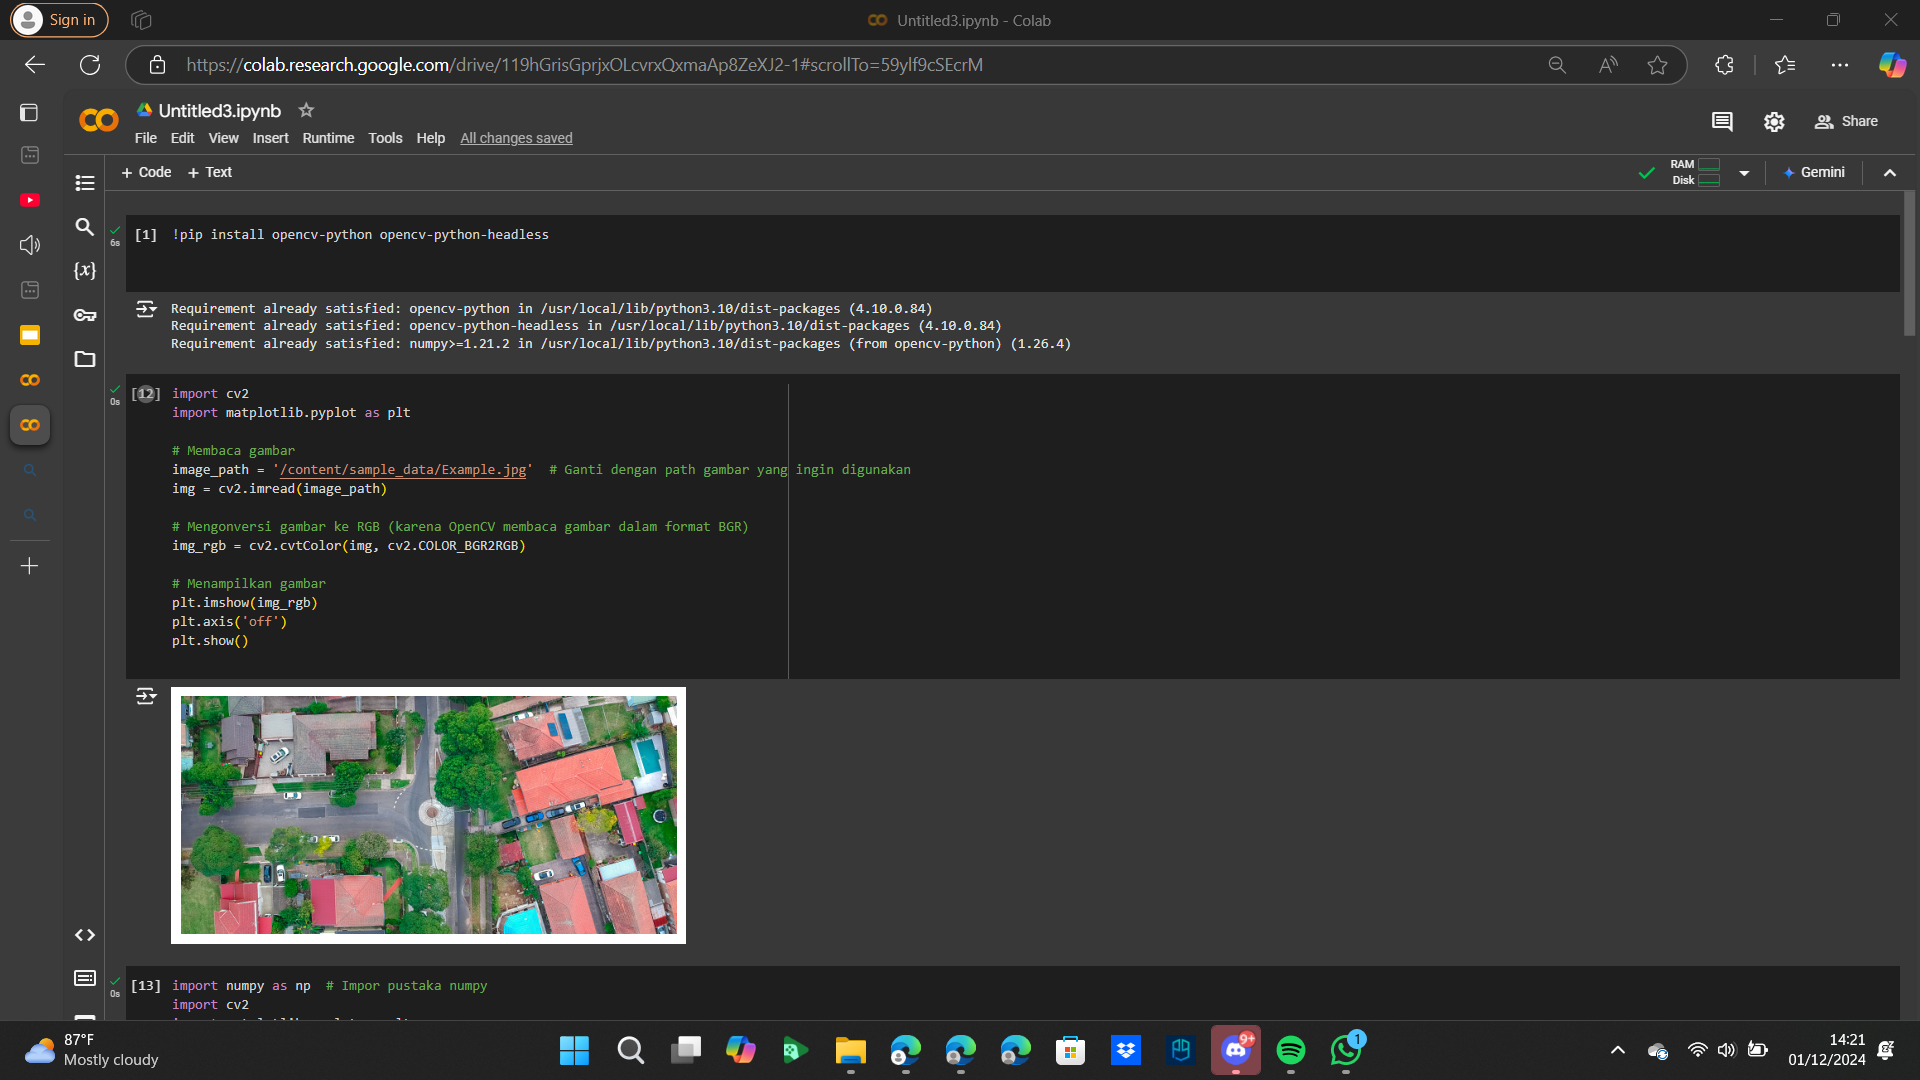 Sign in
Untitled3.ipynb - Colab
https://colab.research.google.com/drive/119hGrisGprjxOLcvrxQxmaAp8ZeXJ2-1#scrollTo=59ylf9cSEcrM
Untitled3.ipynb
File Edit View Insert Runtime Tools Help All changes saved
Share
+ Code + Text
RAM
Disk
Gemini
6s
[1] !pip install opencv-python opencv-python-headless
Requirement already satisfied: opencv-python in /usr/local/lib/python3.10/dist-packages (4.10.0.84)
Requirement already satisfied: opencv-python-headless in /usr/local/lib/python3.10/dist-packages (4.10.0.84)
Requirement already satisfied: numpy>=1.21.2 in /usr/local/lib/python3.10/dist-packages (from opencv-python) (1.26.4)
0s
[12] import cv2
import matplotlib.pyplot as plt
# Membaca gambar
image_path = '/content/sample_data/Example.jpg'  # Ganti dengan path gambar yang ingin digunakan
img = cv2.imread(image_path)
# Mengonversi gambar ke RGB (karena OpenCV membaca gambar dalam format BGR)
img_rgb = cv2.cvtColor(img, cv2.COLOR_BGR2RGB)
# Menampilkan gambar
plt.imshow(img_rgb)
plt.axis('off')
plt.show()
0s
[13] import numpy as np  # Impor pustaka numpy
import cv2
87°F
Mostly cloudy
9+
1
14:21
01/12/2024